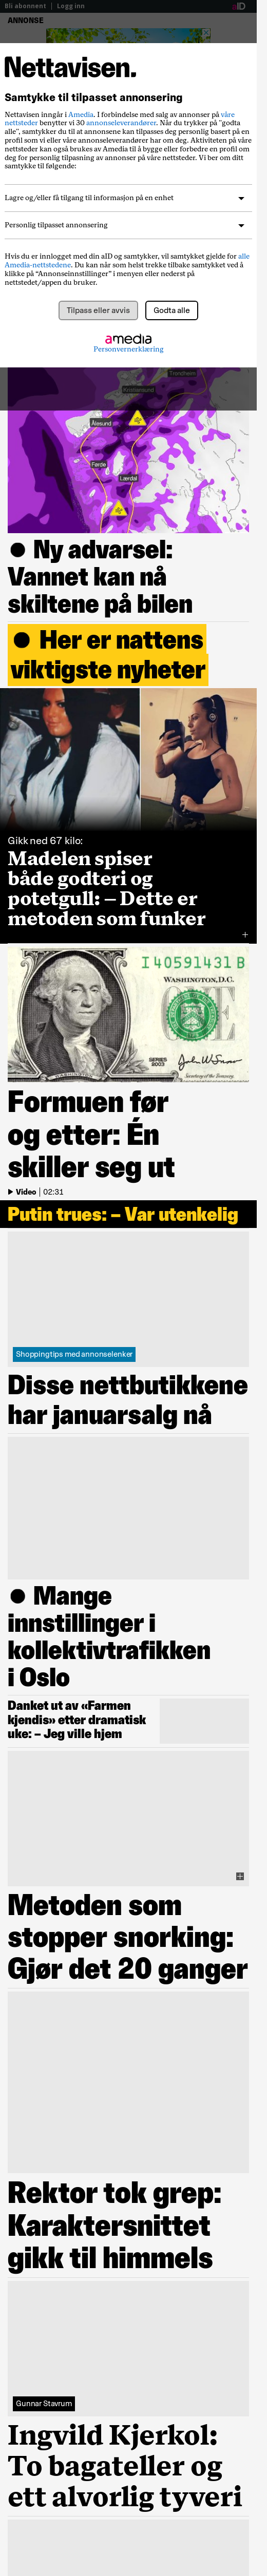 Bli abonnent | Logg inn
aID
ANNONSE
Nettavisen.
Samtykke til tilpasset annonsering
Nettavisen inngår i Amedia. I forbindelse med salg av annonser på våre
nettsteder benytter vi 30 annonseleverandører. Når du trykker på "godta
alle", samtykker du til at annonsene kan tilpasses deg personlig basert på en
profil som vi eller våre annonseleverandører har om deg. Aktiviteten på våre
nettsteder kan også brukes av Amedia til å bygge eller forbedre en profil om
deg for personlig tilpasning av annonser på våre nettsteder. Vi ber om ditt
samtykke til følgende:
Lagre og/eller få tilgang til informasjon på en enhet
Personlig tilpasset annonsering
Hvis du er innlogget med din aID og samtykker, vil samtykket gjelde for alle
Amedia-nettstedene. Du kan når som helst trekke tilbake samtykket ved å
klikke på “Annonseinnstillinger” i menyen eller nederst på
nettstedet/appen du bruker.
Tilpass eller avvis
Godta alle
amedia
Personvernerklæring
Trondheim
Kristiansund
Ålesund
Førde
Lærdal
● Ny advarsel:
Vannet kan nå
skiltene på bilen
● Her er nattens
viktigste nyheter
Gikk ned 67 kilo:
Madelen spiser
både godteri og
potetgull: – Dette er
metoden som funker
I 40591431 B
WASHINGTON, D.C.
SERIES
2003
Secretary of the Treasury.
Formuen før
og etter: Én
skiller seg ut
Video | 02:31
Putin trues: – Var utenkelig
Shoppingtips med annonselenker
Disse nettbutikkene
har januarsalg nå
● Mange
innstillinger i
kollektivtrafikken
i Oslo
Danket ut av «Farmen
kjendis» etter dramatisk
uke: – Jeg ville hjem
Metoden som
stopper snorking:
Gjør det 20 ganger
Rektor tok grep:
Karaktersnittet
gikk til himmels
Gunnar Stavrum
Ingvild Kjerkol:
To bagateller og
ett alvorlig tyveri